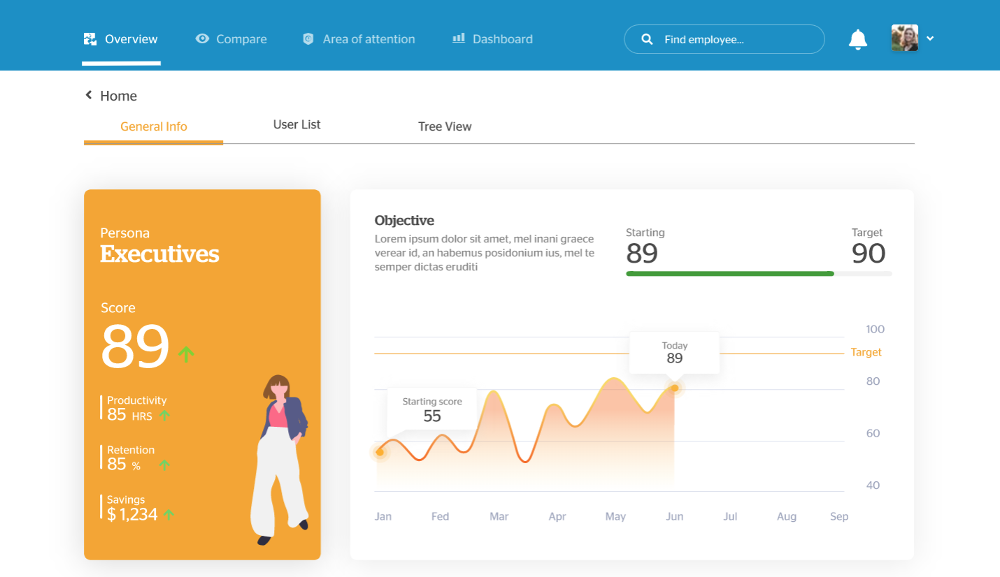 Overview
Compare
Area of attention
Dashboard
Find employee...
Home
General Info
User List
Tree View
Persona
Executives
Score
89
Productivity
85 HRS
Retention
85 %
Savings
$ 1,234
Objective
Lorem ipsum dolor sit amet, mel inani graece
verear id, an habemus posidonium ius, mel te
semper dictas eruditi
Starting
89
Target
90
100
Target
80
60
40
Today
89
Starting score
55
Jan
Fed
Mar
Apr
May
Jun
Jul
Aug
Sep